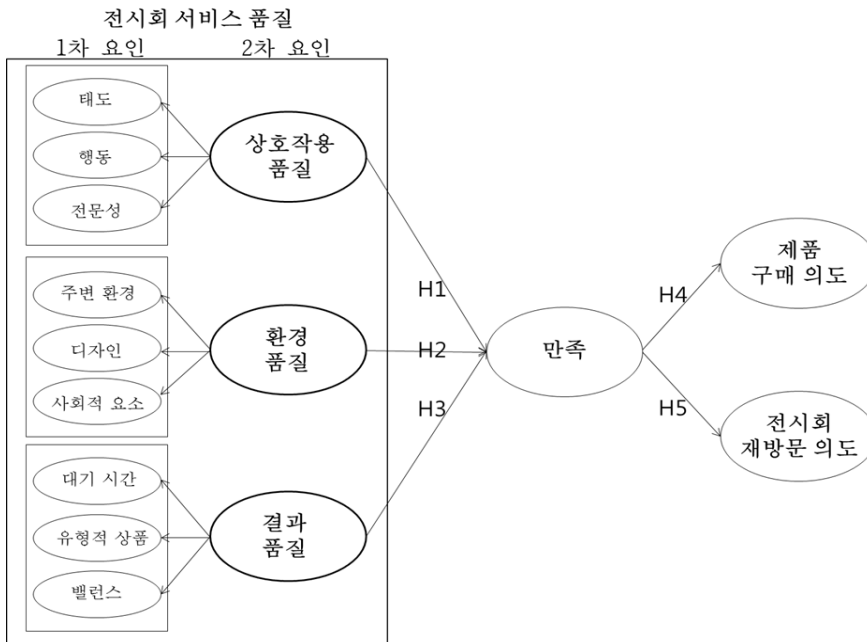 전시회 서비스 품질
1차 요인
2차 요인
태도
행동
전문성
상호작용
품질
주변 환경
디자인
사회적 요소
환경
품질
대기 시간
유형적 상품
밸런스
결과
품질
H1
H2
H3
만족
H4
H5
제품
구매 의도
전시회
재방문 의도